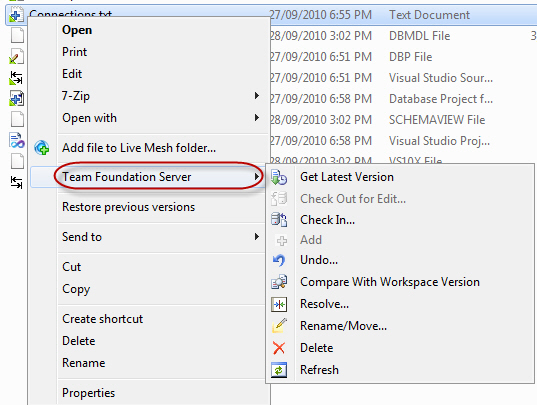 Connections.txt 27/09/2010 6:55 PM Text Document
28/09/2010 3:02 PM DBMDL File 3
27/09/2010 6:51 PM DBP File
27/09/2010 6:51 PM Visual Studio Sour...
27/09/2010 6:58 PM Database Project f...
28/09/2010 3:02 PM SCHEMAVIEW File
27/09/2010 6:58 PM Visual Studio Proj...
28/09/2010 3:02 PM VS10X File
Open
Print
Edit
7-Zip
Open with
Add file to Live Mesh folder...
Team Foundation Server
Restore previous versions
Send to
Cut
Copy
Create shortcut
Delete
Rename
Properties
Get Latest Version
Check Out for Edit...
Check In...
Add
Undo...
Compare With Workspace Version
Resolve...
Rename/Move...
Delete
Refresh